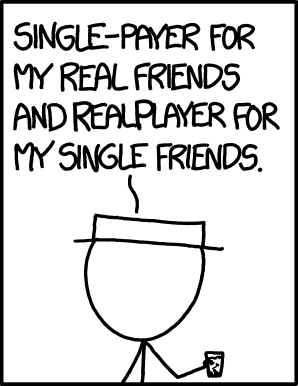 SINGLE-PAYER FOR
MY REAL FRIENDS
AND REALPLAYER FOR
MY SINGLE FRIENDS.